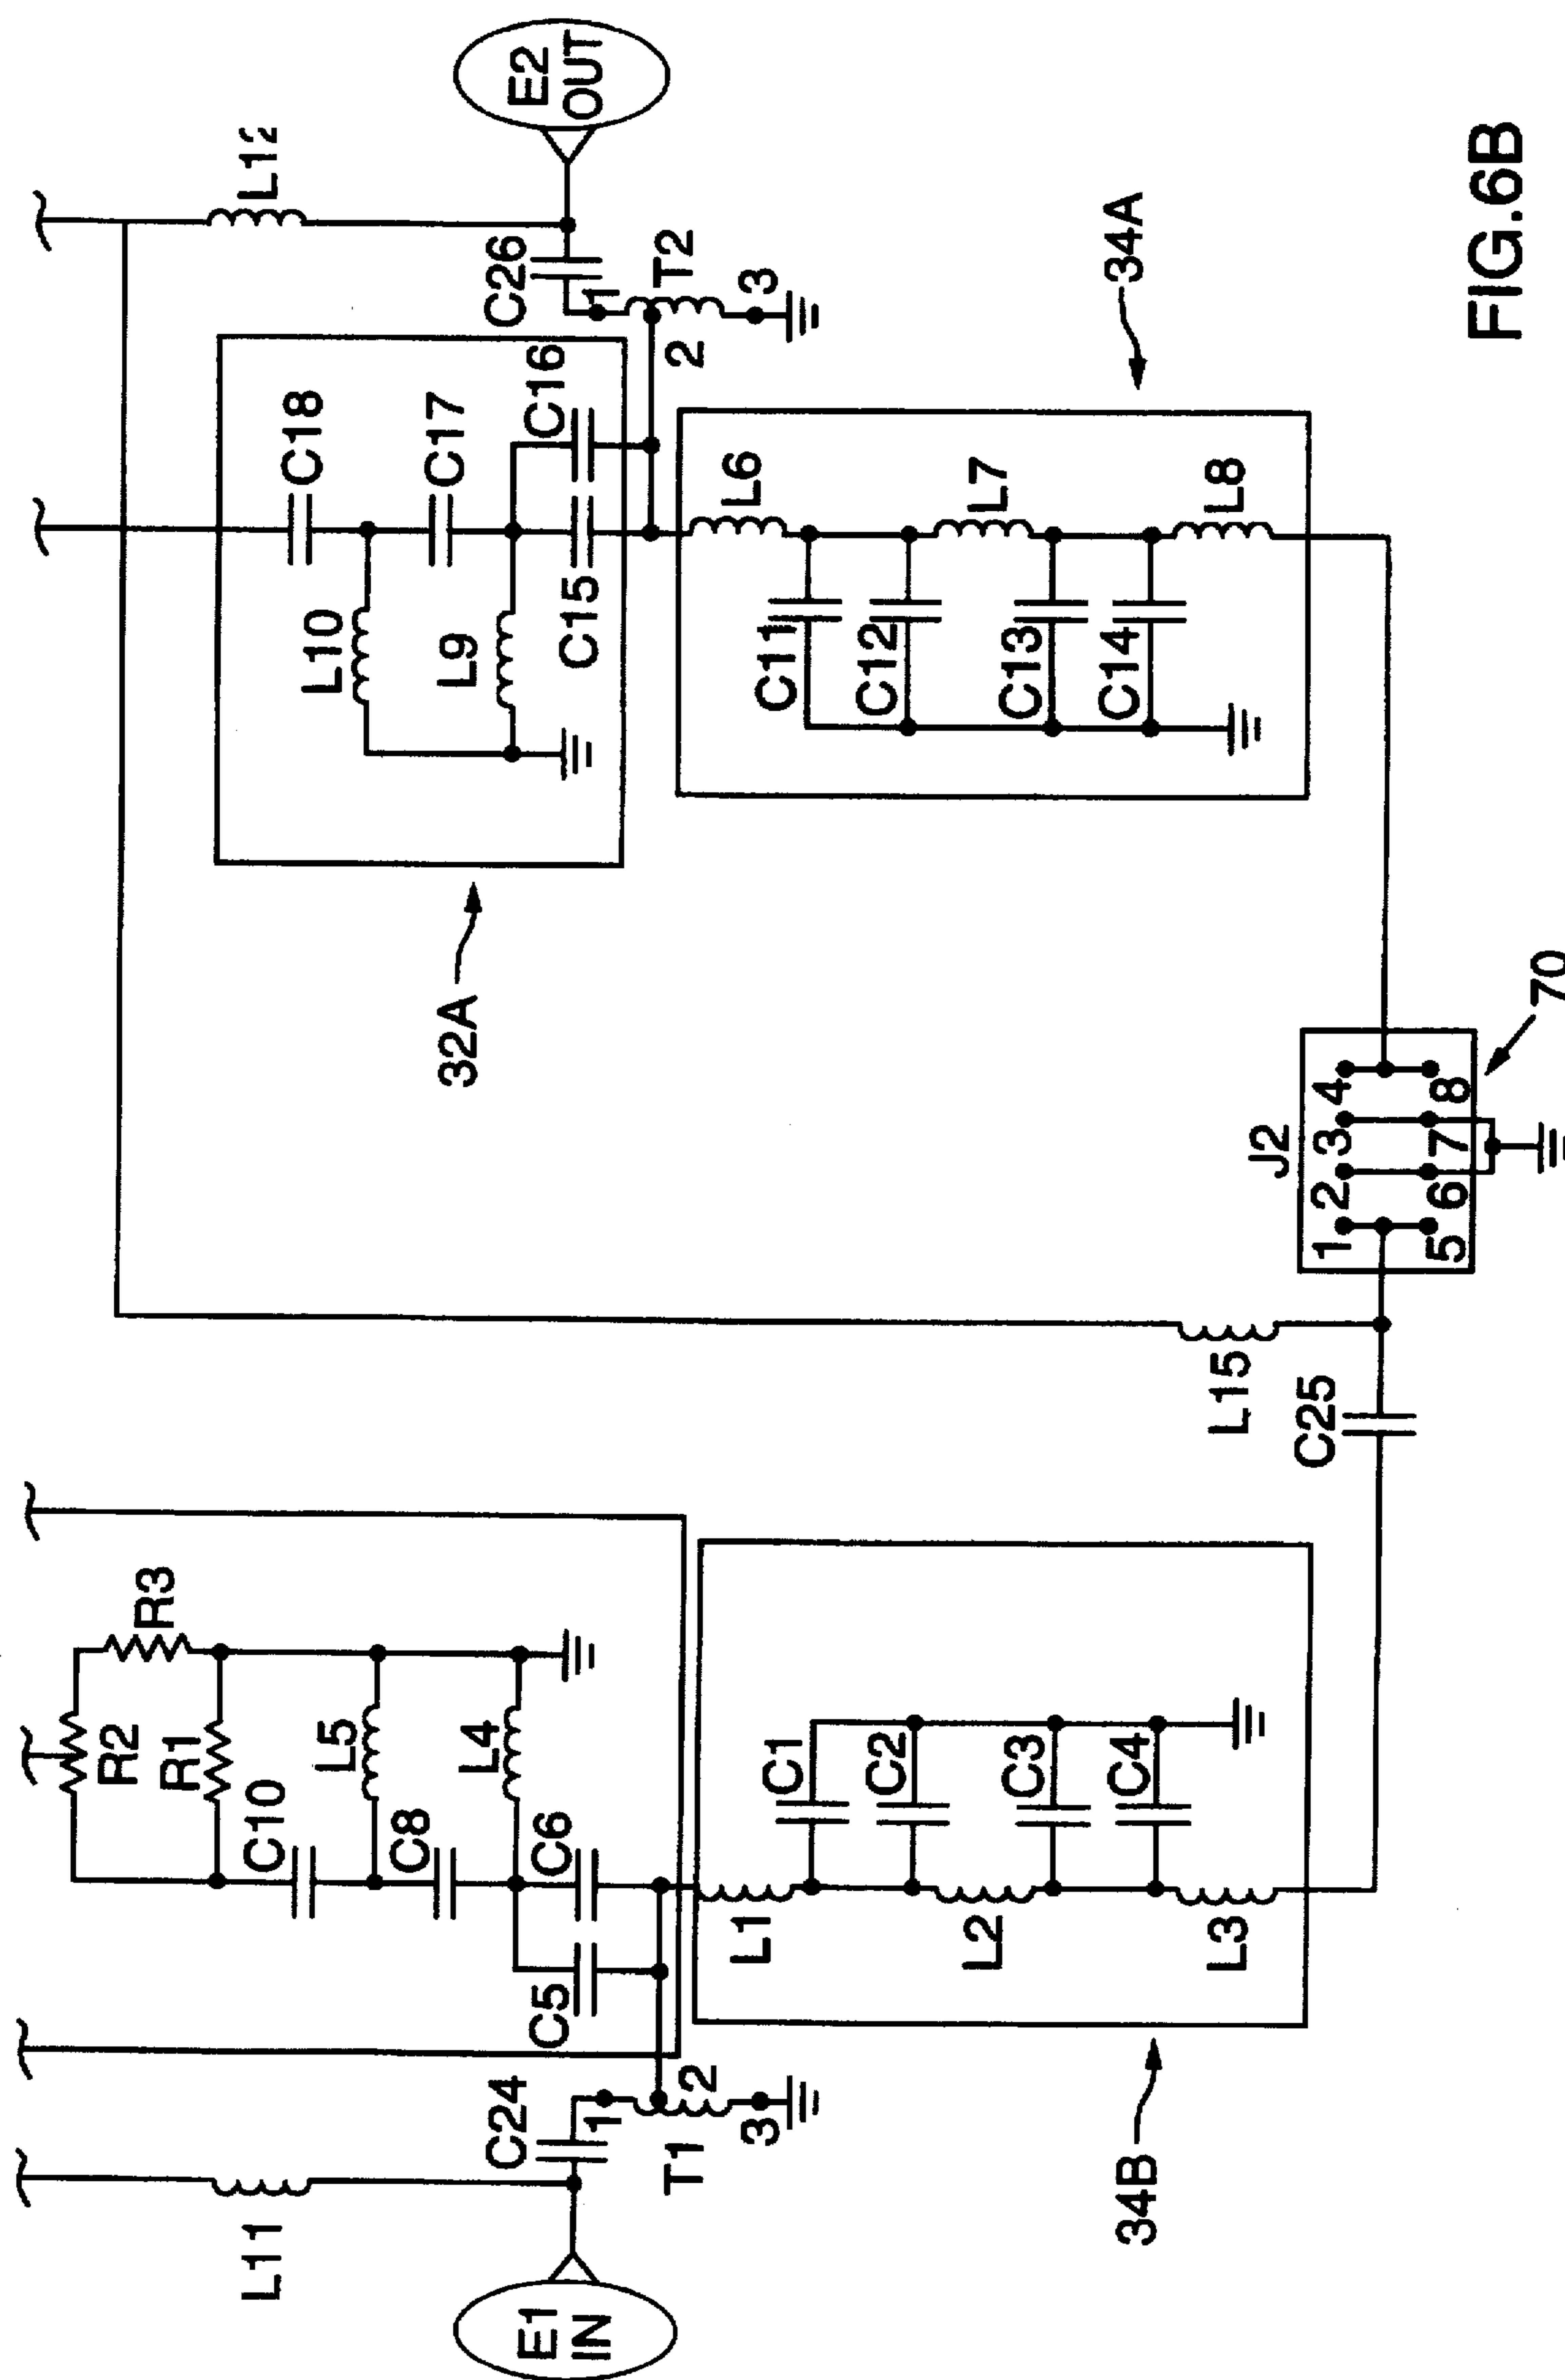 E1
IN
L11
C24
1
T1
2
3
C5
C6
C8
C10
L4
L5
R1
R2
R3
34B
L1
L2
L3
C1
C2
C3
C4
C25
L15
J2
1 2 3 4
5 6 7 8
70
32A
L10
L9
C18
C17
C15
C16
34A
L6
L7
L8
C11
C12
C13
C14
C26
1
T2
2
3
L12
E2
OUT
FIG.6B